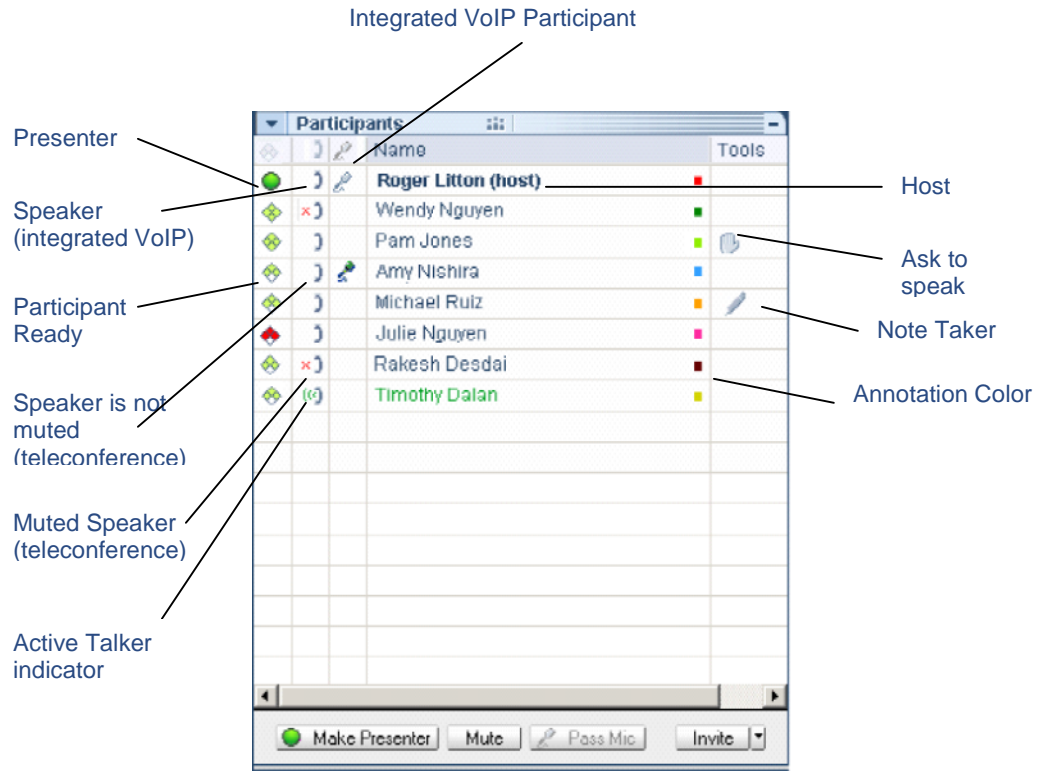 Integrated VoIP Participant
Presenter
Speaker
(integrated VoIP)
Participant
Ready
Speaker is not
muted
(teleconference)
Muted Speaker
(teleconference)
Active Talker
indicator
Participants
Name Tools
Roger Litton (host)
Wendy Nguyen
Pam Jones
Amy Nishira
Michael Ruiz
Julie Nguyen
Rakesh Desdai
Timothy Dalan
Make Presenter Mute Pass Mic Invite
Host
Ask to
speak
Note Taker
Annotation Color